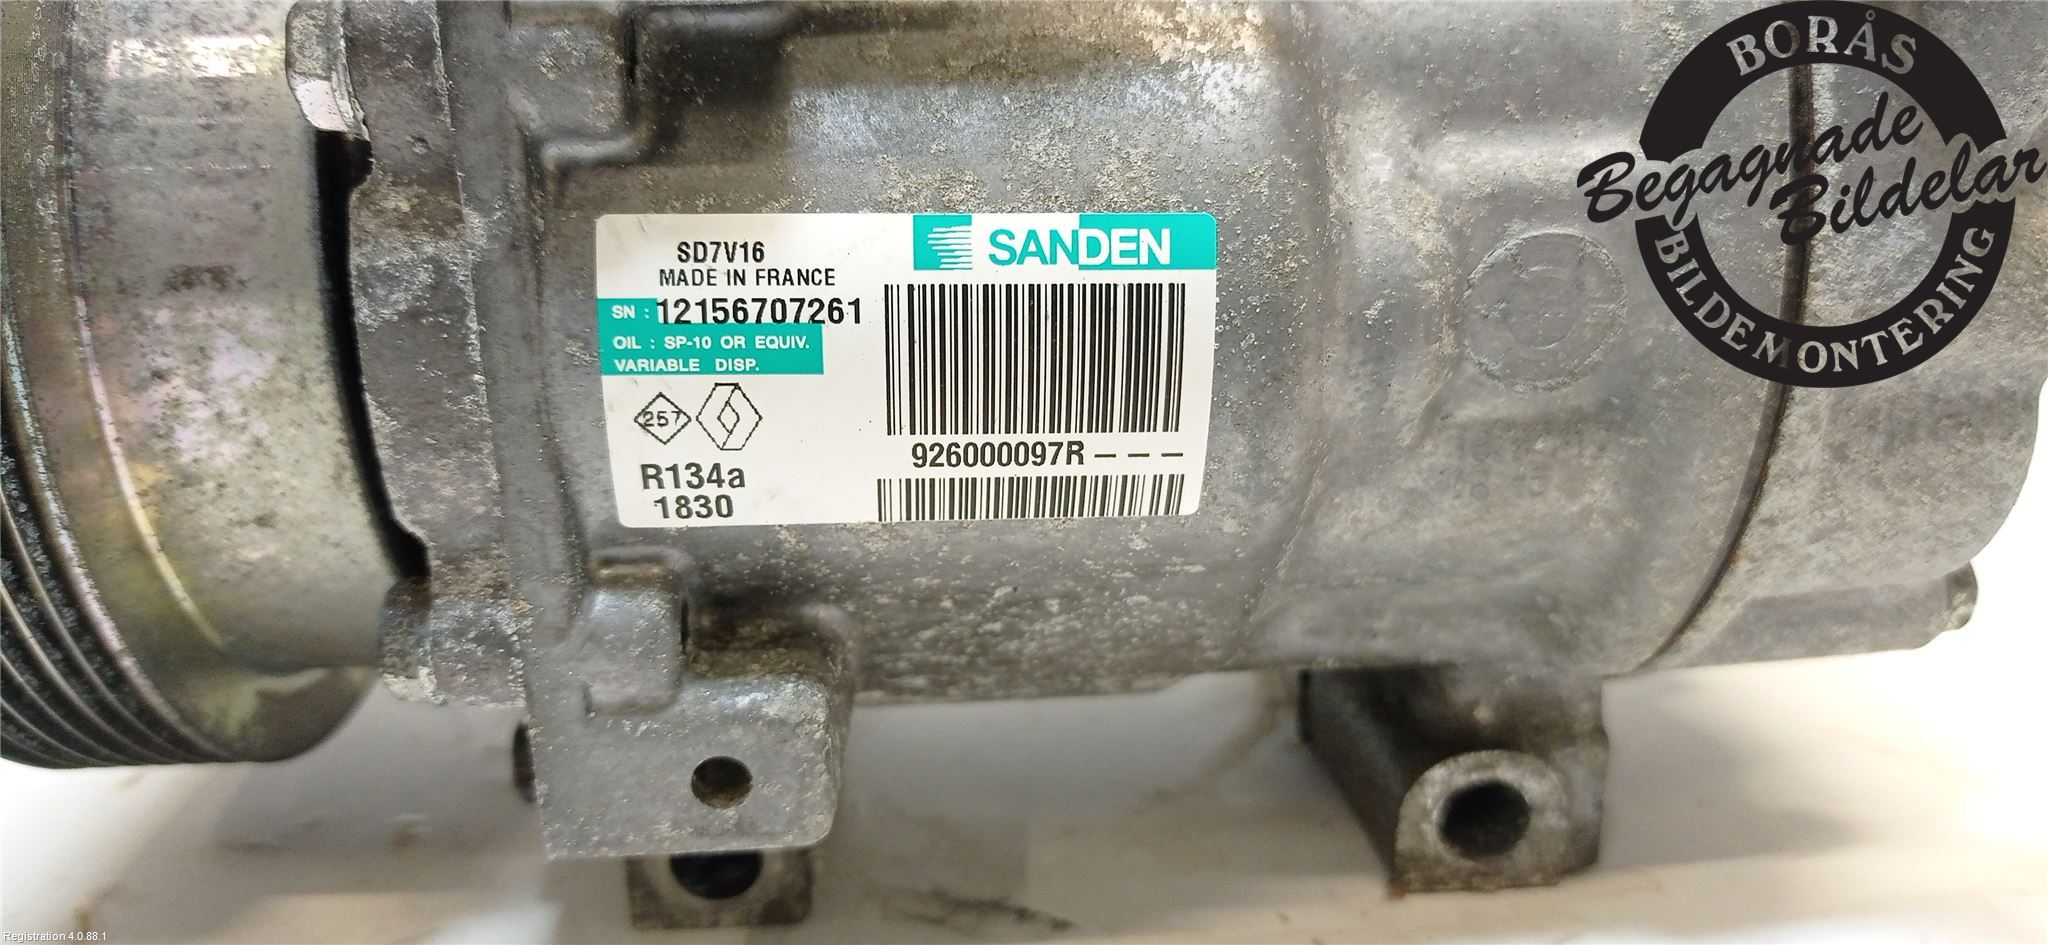 BORÅS
Begagnade
Bildelar
BILDEMONTERING
SANDEN
SD7V16
MADE IN FRANCE
SN : 12156707261
OIL : SP-10 OR EQUIV.
VARIABLE DISP.
257
926000097R – – –
R134a
1830
Registration 4.0.88.1